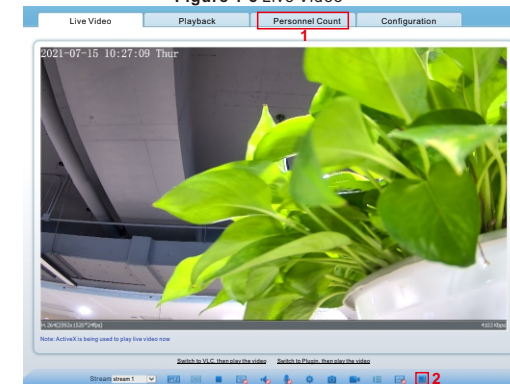 Figure 1-8 Live Video
Live Video
Playback
Personnel Count
Configuration
1
2021-07-15 10:27:09 Thur
Note: ActiveX is being used to play live video now
Switch to VLC, then play the video
Switch to Plugin, then play the video
Stream stream 1
2